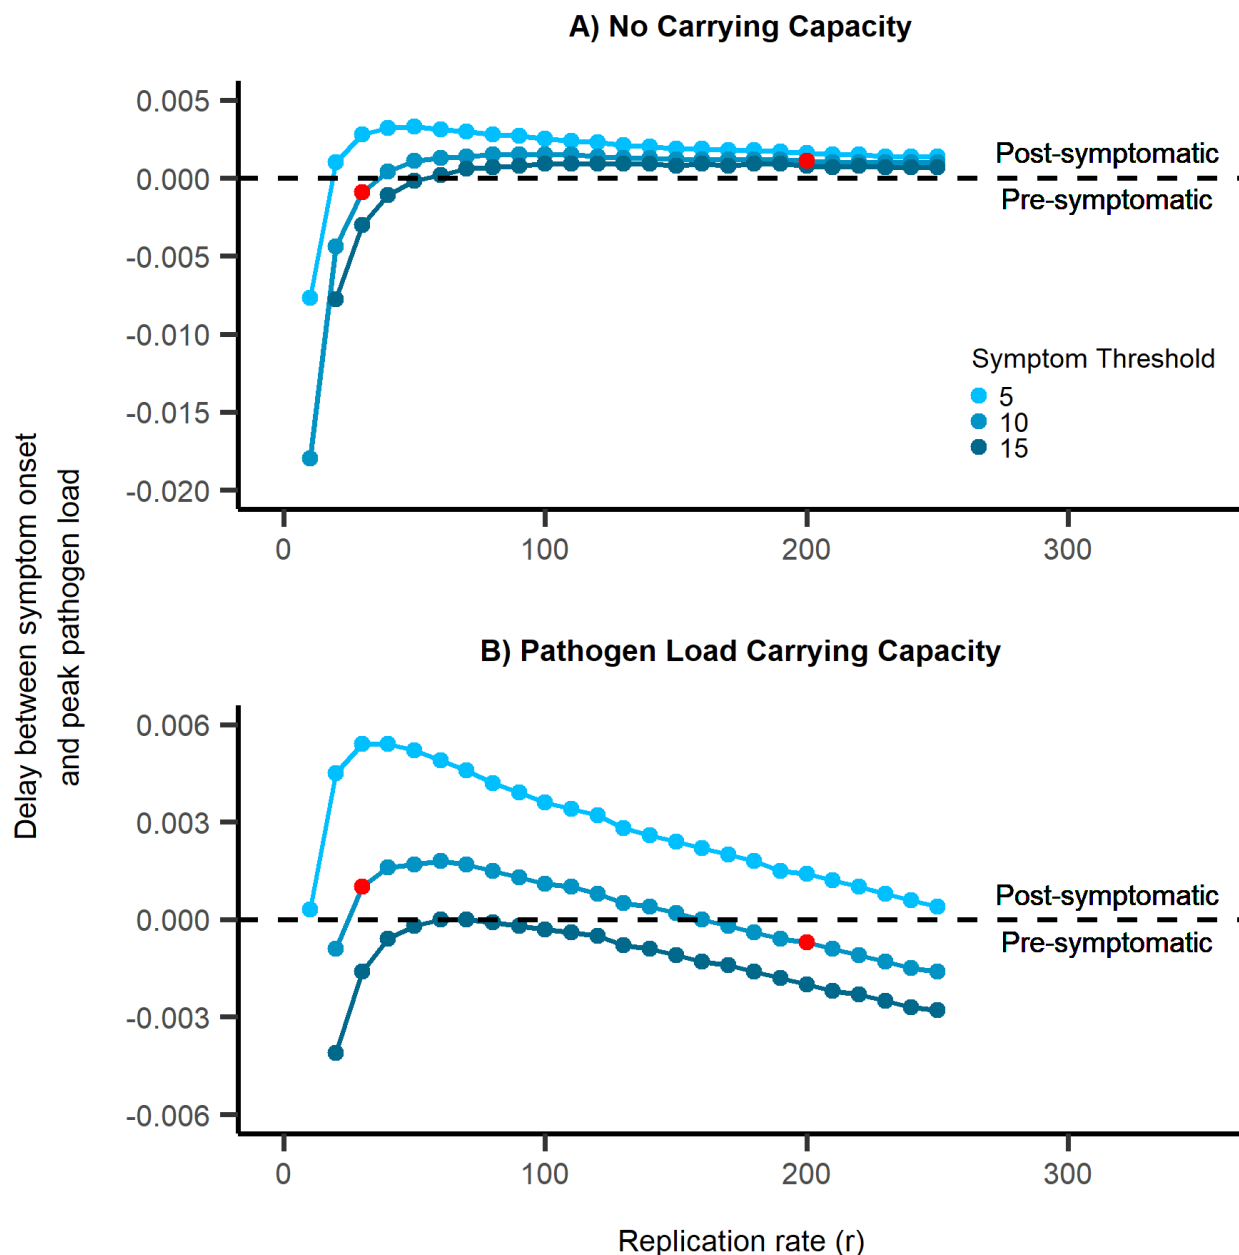 A) No Carrying Capacity
0.005
0.000
-0.005
-0.010
-0.015
-0.020
Post-symptomatic
Pre-symptomatic
Symptom Threshold
5
10
15
0 100 200 300
Delay between symptom onset
and peak pathogen load
B) Pathogen Load Carrying Capacity
0.006
0.003
0.000
-0.003
-0.006
Post-symptomatic
Pre-symptomatic
0 100 200 300
Replication rate (r)